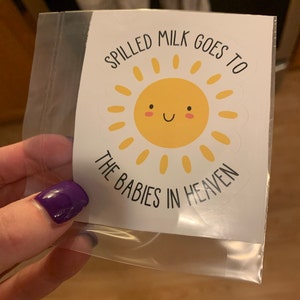 SPILLED MILK GOES TO
THE BABIES IN HEAVEN